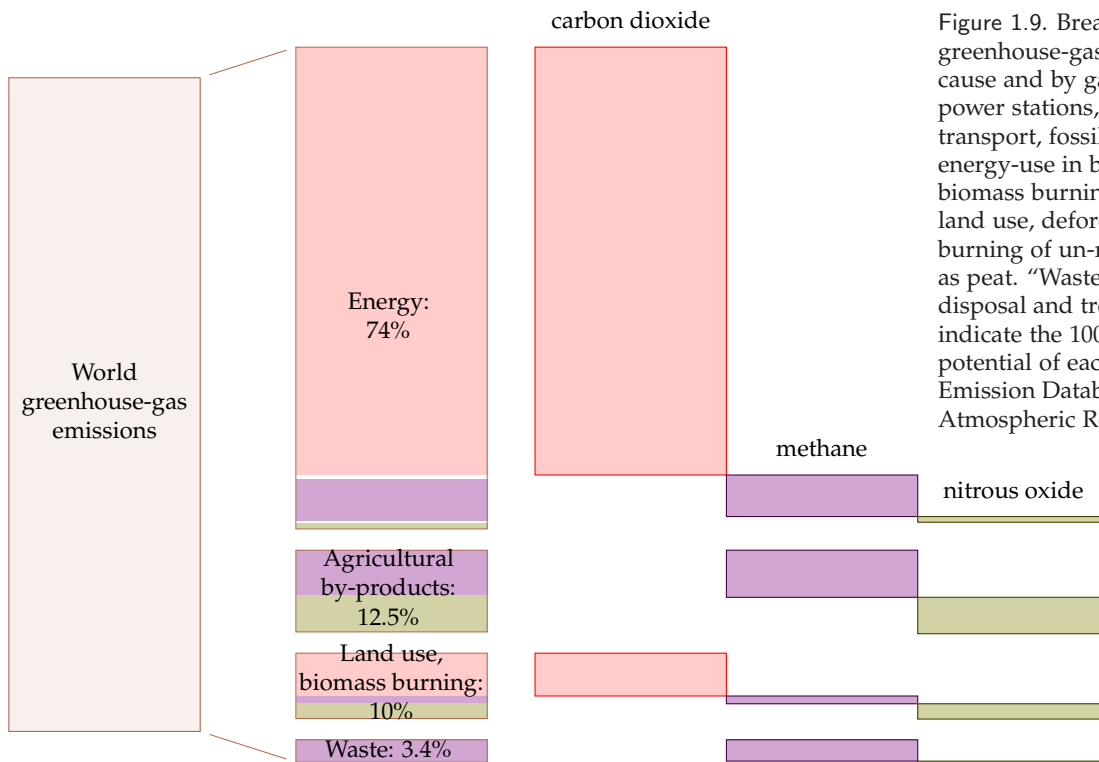 carbon dioxide
Figure 1.9. Brea
greenhouse-gas
cause and by ga
power stations,
transport, fossil
energy-use in b
biomass burnin
land use, defor
burning of un-r
as peat. “Waste
disposal and tre
indicate the 100
potential of eac
Emission Datab
Atmospheric Re
Energy:
74%
World
greenhouse-gas
emissions
methane
nitrous oxide
Agricultural
by-products:
12.5%
Land use,
biomass burning:
10%
Waste: 3.4%